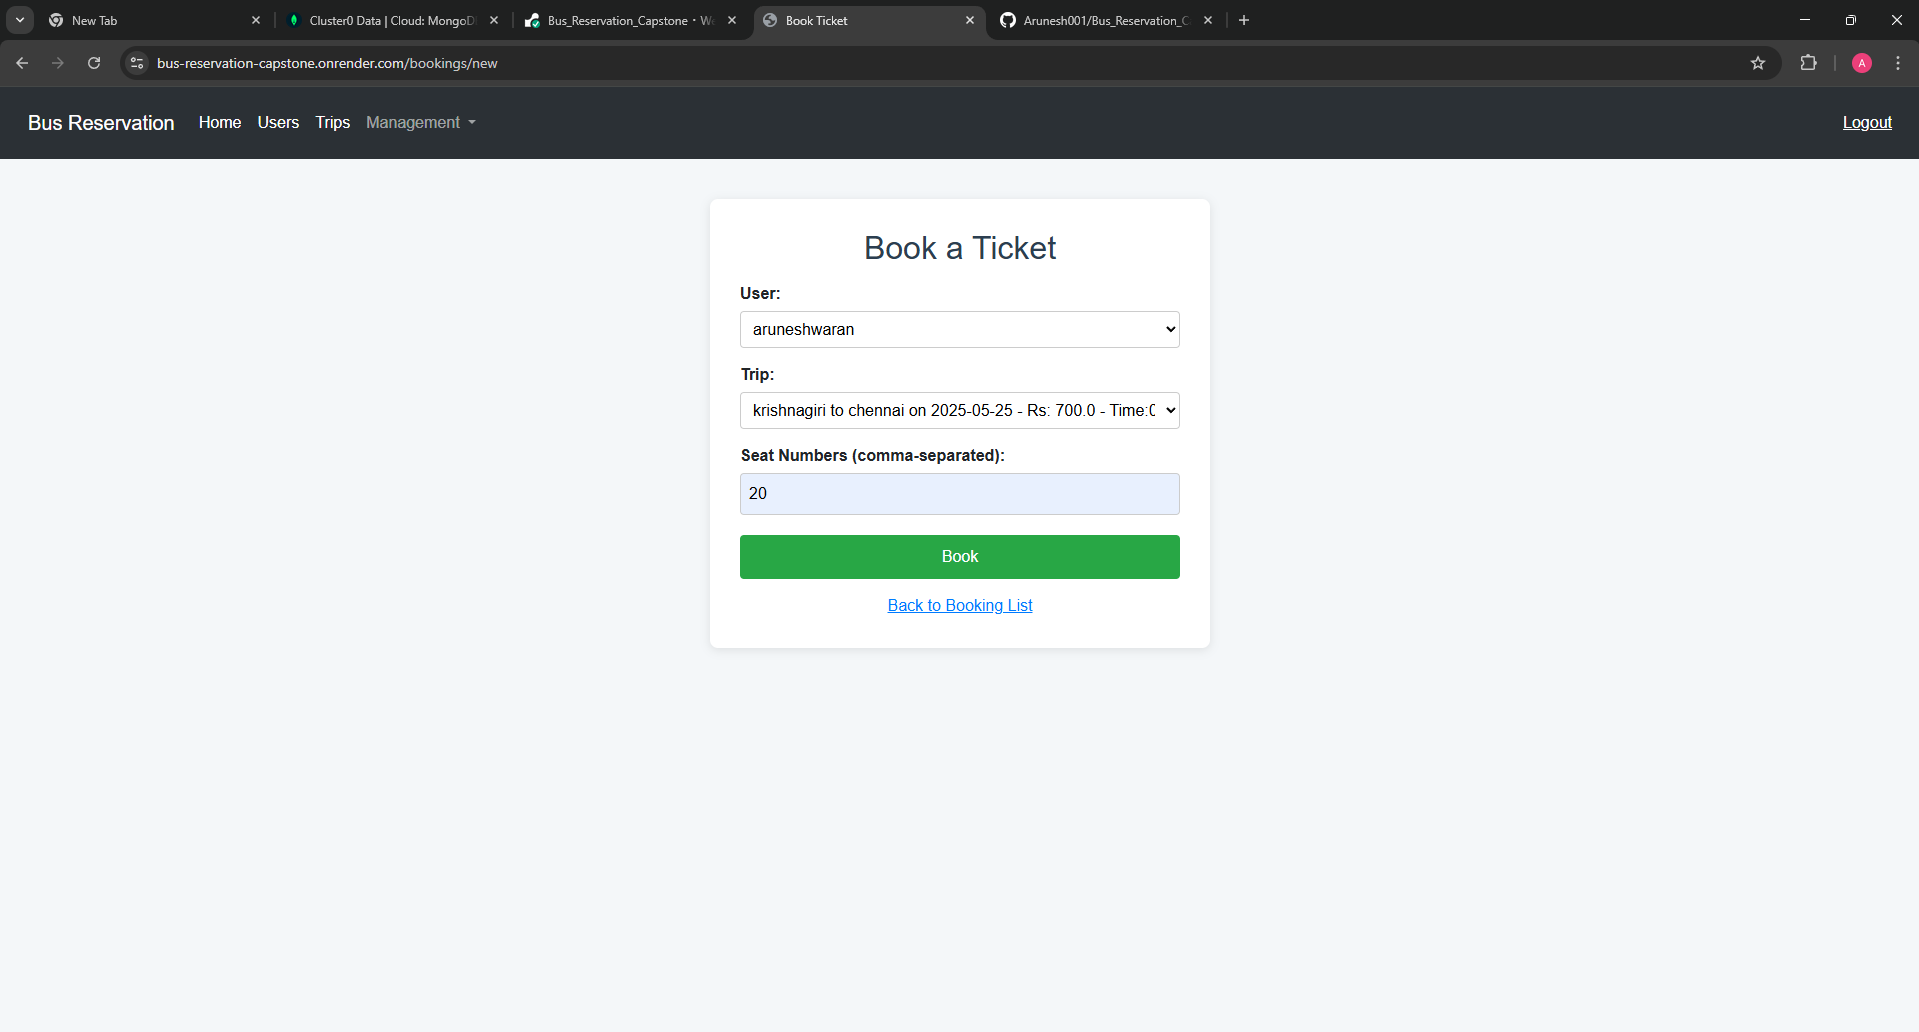 New Tab
Cluster0 Data | Cloud: MongoD
Bus_Reservation_Capstone · We
Book Ticket
Arunesh001/Bus_Reservation_C
bus-reservation-capstone.onrender.com/bookings/new
A
Bus Reservation
Home
Users
Trips
Management
Logout
Book a Ticket
User:
aruneshwaran
Trip:
krishnagiri to chennai on 2025-05-25 - Rs: 700.0 - Time:0
Seat Numbers (comma-separated):
20
Book
Back to Booking List